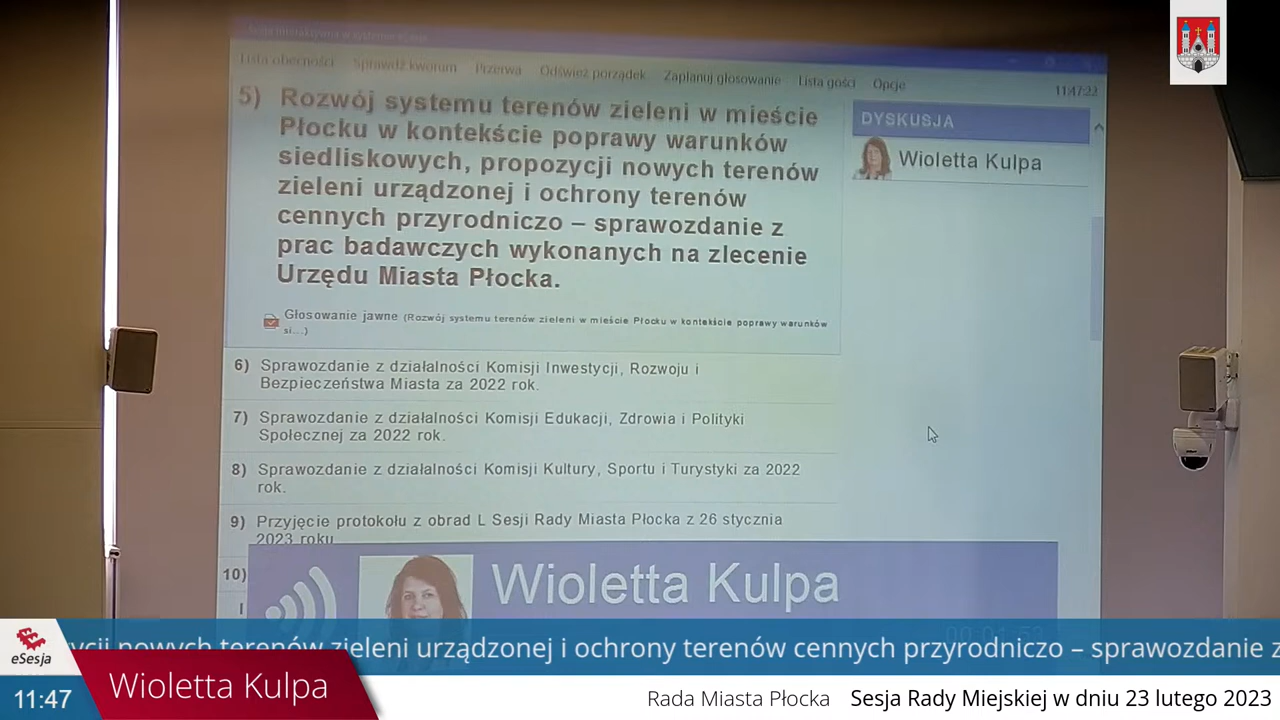 Lista obecności Sprawdź kworum Przerwa Odśwież porządek Zaplanuj głosowanie Lista gości Opcje
11:47:22
5) Rozwój systemu terenów zieleni w mieście
Płocku w kontekście poprawy warunków
siedliskowych, propozycji nowych terenów
zieleni urządzonej i ochrony terenów
cennych przyrodniczo – sprawozdanie z
prac badawczych wykonanych na zlecenie
Urzędu Miasta Płocka.
Głosowanie jawne (Rozwój systemu terenów zieleni w mieście Płocku w kontekście poprawy warunków
si...)
DYSKUSJA
Wioletta Kulpa
6) Sprawozdanie z działalności Komisji Inwestycji, Rozwoju i
Bezpieczeństwa Miasta za 2022 rok.
7) Sprawozdanie z działalności Komisji Edukacji, Zdrowia i Polityki
Społecznej za 2022 rok.
8) Sprawozdanie z działalności Komisji Kultury, Sportu i Turystyki za 2022
rok.
9) Przyjęcie protokołu z obrad L Sesji Rady Miasta Płocka z 26 stycznia
2023 roku
10)
Wioletta Kulpa
ycji nowych terenów zieleni urządzonej i ochrony terenów cennych przyrodniczo – sprawozdanie z
eSesja
11:47
Wioletta Kulpa
Rada Miasta Płocka Sesja Rady Miejskiej w dniu 23 lutego 2023